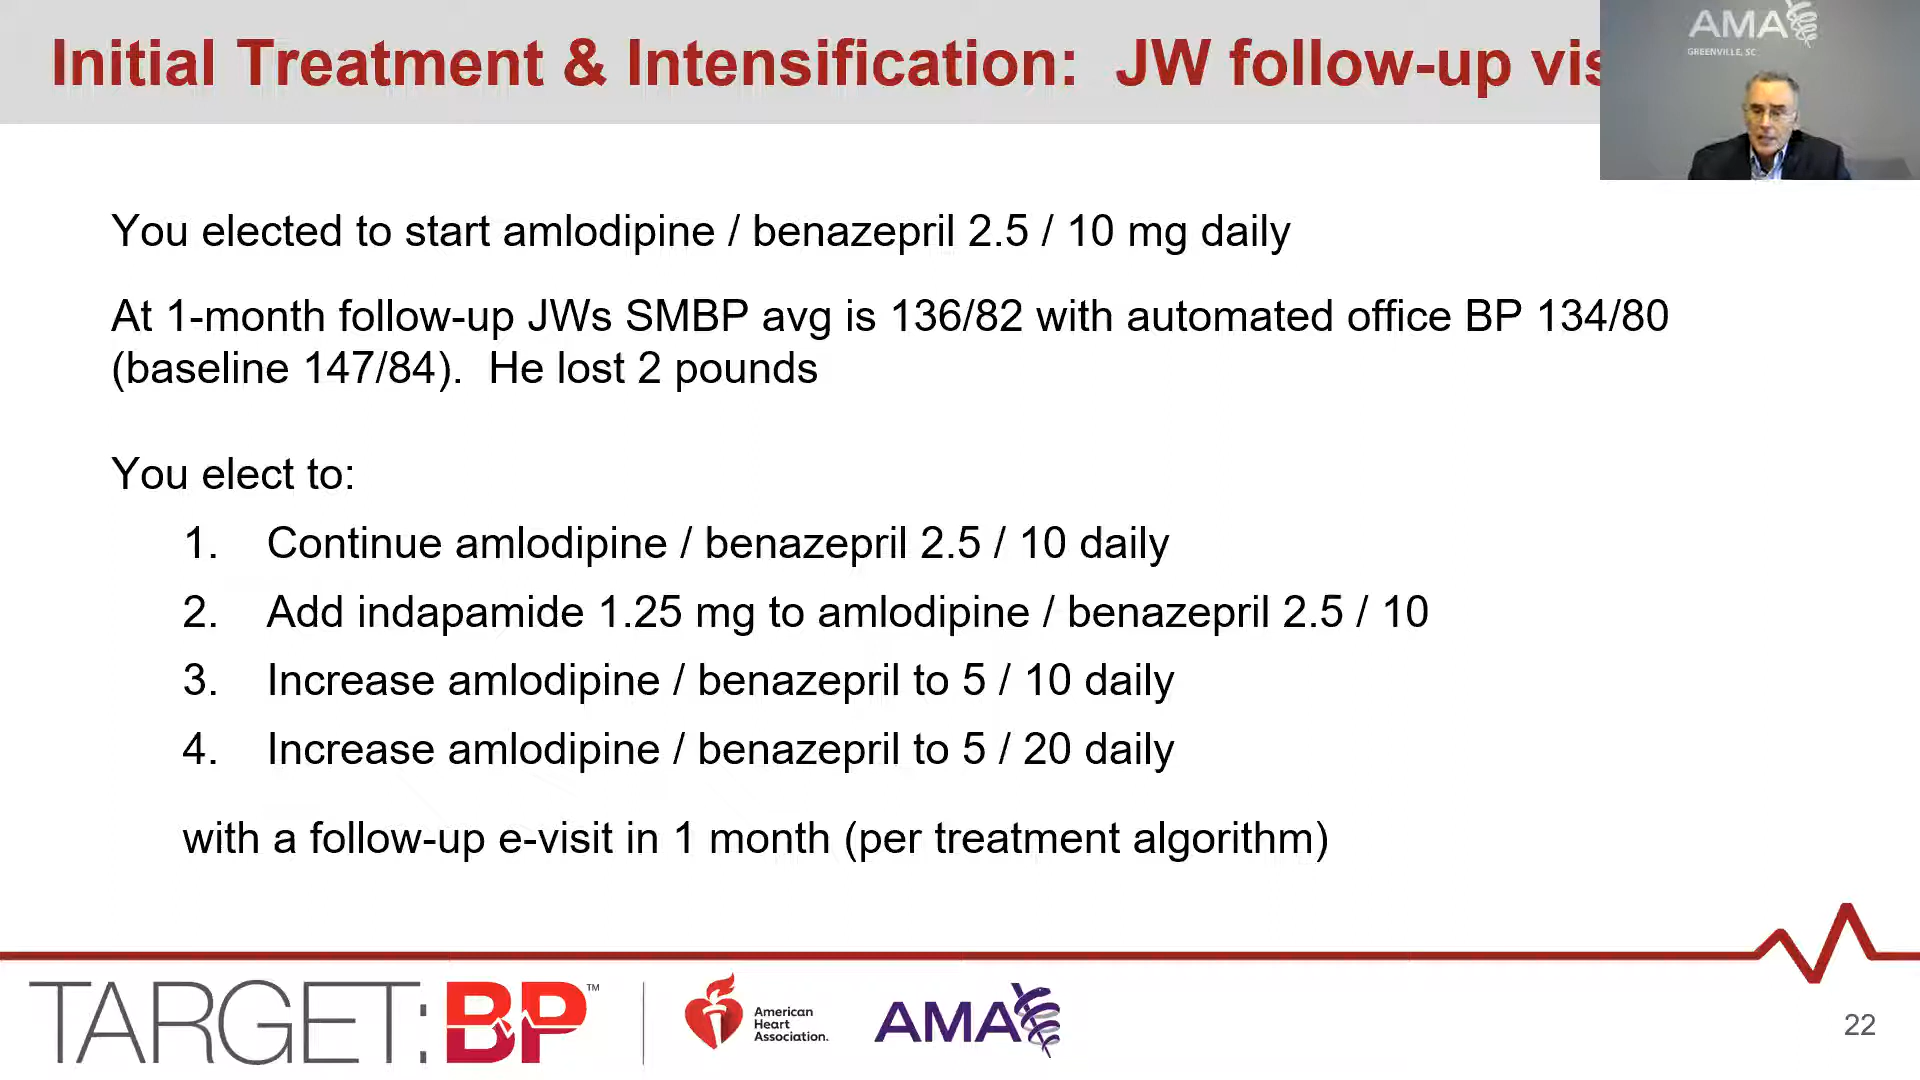 Initial Treatment & Intensification: JW follow-up vis
AMA
GREENVILLE, SC
You elected to start amlodipine / benazepril 2.5 / 10 mg daily
At 1-month follow-up JWs SMBP avg is 136/82 with automated office BP 134/80
(baseline 147/84). He lost 2 pounds
You elect to:
1. Continue amlodipine / benazepril 2.5 / 10 daily
2. Add indapamide 1.25 mg to amlodipine / benazepril 2.5 / 10
3. Increase amlodipine / benazepril to 5 / 10 daily
4. Increase amlodipine / benazepril to 5 / 20 daily
with a follow-up e-visit in 1 month (per treatment algorithm)
TARGET:BP™
American
Heart
Association.
AMA
22